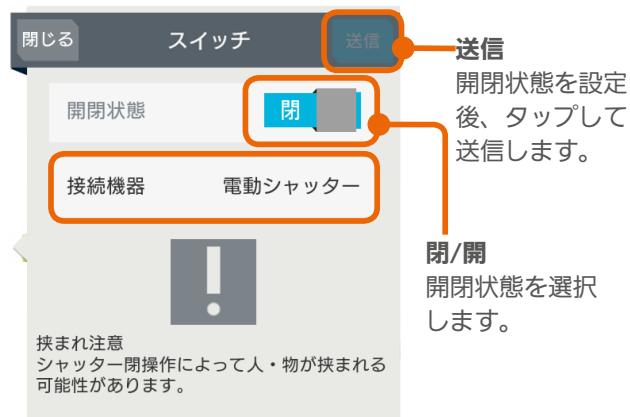 閉じる
スイッチ
送信
開閉状態
閉
接続機器
電動シャッター
挟まれ注意
シャッター閉操作によって人・物が挟まれる
可能性があります。
送信
開閉状態を設定
後、タップして
送信します。
閉/開
開閉状態を選択
します。